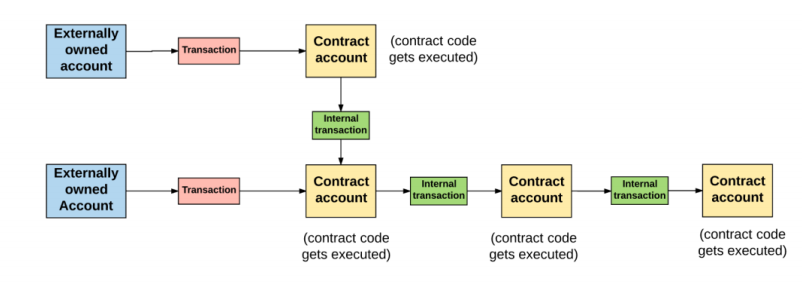 Externally
owned
account
Transaction
Contract
account
(contract code
gets executed)
Internal
transaction
Externally
owned
Account
Transaction
Contract
account
Internal
transaction
Contract
account
Internal
transaction
Contract
account
(contract code
gets executed)
(contract code
gets executed)
(contract code
gets executed)